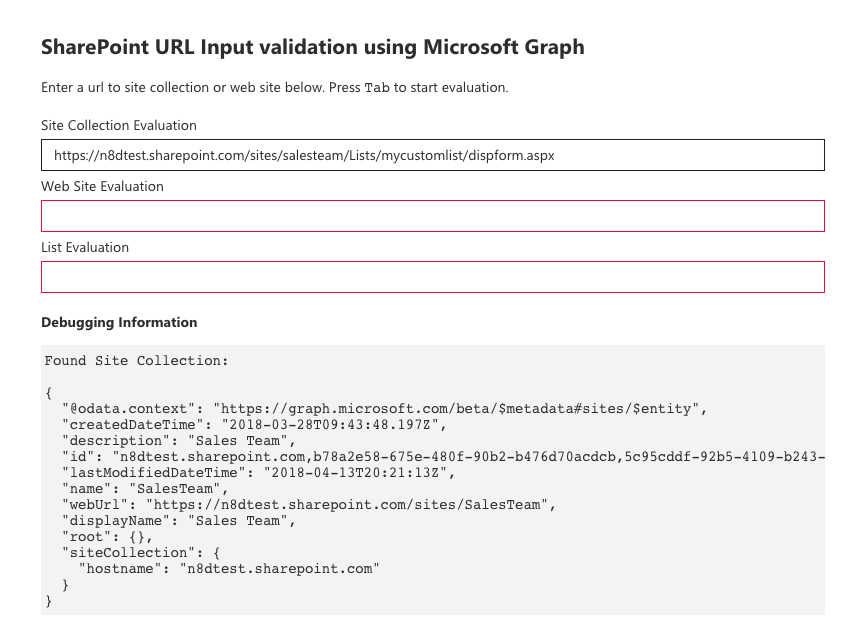 SharePoint URL Input validation using Microsoft Graph
Enter a url to site collection or web site below. Press Tab to start evaluation.
Site Collection Evaluation
https://n8dtest.sharepoint.com/sites/salesteam/Lists/mycustomlist/dispform.aspx
Web Site Evaluation
List Evaluation
Debugging Information
Found Site Collection:
{
  "@odata.context": "https://graph.microsoft.com/beta/$metadata#sites/$entity",
  "createdDateTime": "2018-03-28T09:43:48.197Z",
  "description": "Sales Team",
  "id": "n8dtest.sharepoint.com,b78a2e58-675e-480f-90b2-b476d70acdcb,5c95cddf-92b5-4109-b243-
  "lastModifiedDateTime": "2018-04-13T20:21:13Z",
  "name": "SalesTeam",
  "webUrl": "https://n8dtest.sharepoint.com/sites/SalesTeam",
  "displayName": "Sales Team",
  "root": {},
  "siteCollection": {
    "hostname": "n8dtest.sharepoint.com"
  }
}